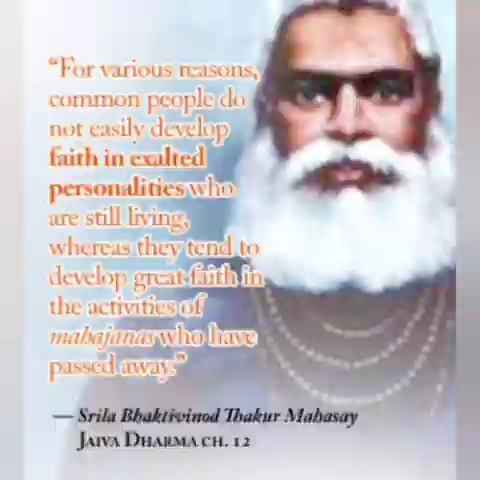 “For various reasons,
common people do
not easily develop
faith in exalted
personalities who
are still living,
whereas they tend to
develop great faith in
the activities of
mahajanas who have
passed away.”
— Srila Bhaktivinod Thakur Mahasay
JAIVA DHARMA CH. 12